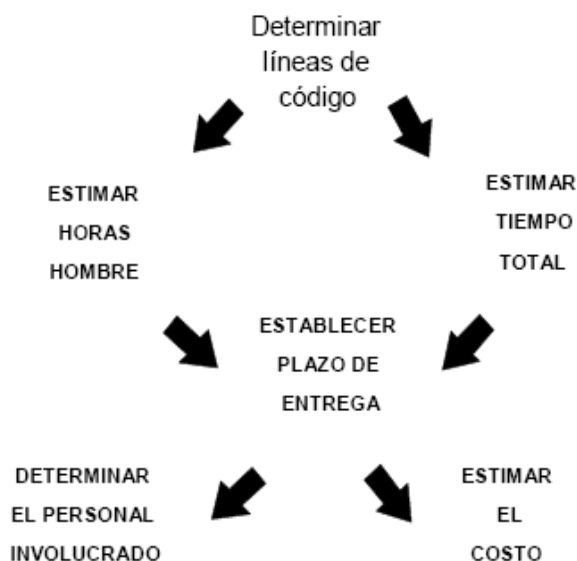 Determinar
líneas de
código
ESTIMAR
HORAS
HOMBRE
ESTIMAR
TIEMPO
TOTAL
ESTABLECER
PLAZO DE
ENTREGA
DETERMINAR
EL PERSONAL
INVOLUCRADO
ESTIMAR
EL
COSTO